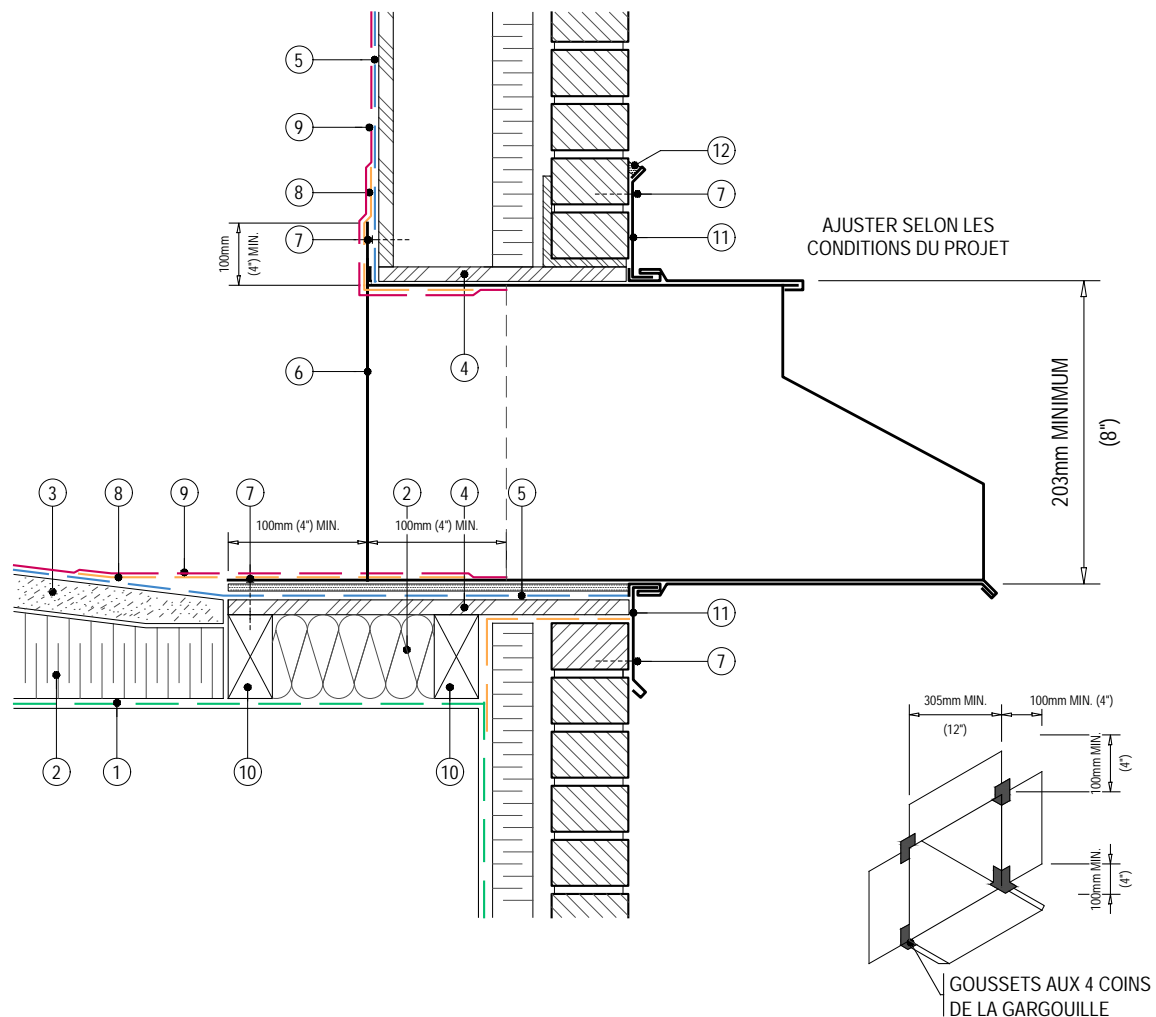 5
9
12
8
7
7
11
100mm
(4") MIN.
AJUSTER SELON LES
CONDITIONS DU PROJET
4
6
203mm MINIMUM
(8")
3
8
9
7
2
4
5
100mm (4") MIN.
100mm (4") MIN.
5
4
11
7
2
1
10
10
305mm MIN.
(12")
100mm MIN. (4")
100mm MIN.
(4")
100mm MIN.
(4")
GOUSSETS AUX 4 COINS
DE LA GARGOUILLE